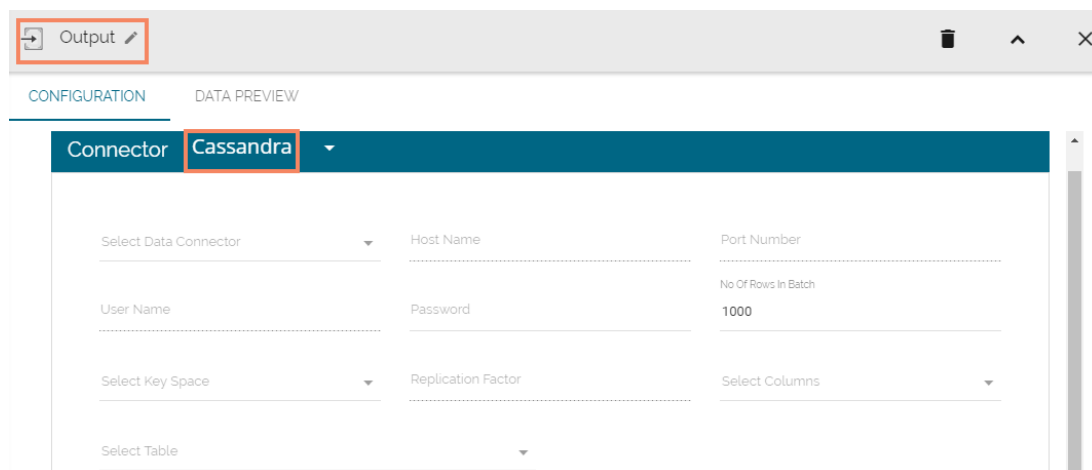 Output
CONFIGURATION DATA PREVIEW
Connector Cassandra
Select Data Connector Host Name Port Number
No Of Rows In Batch
User Name Password 1000
Select Key Space Replication Factor Select Columns
Select Table